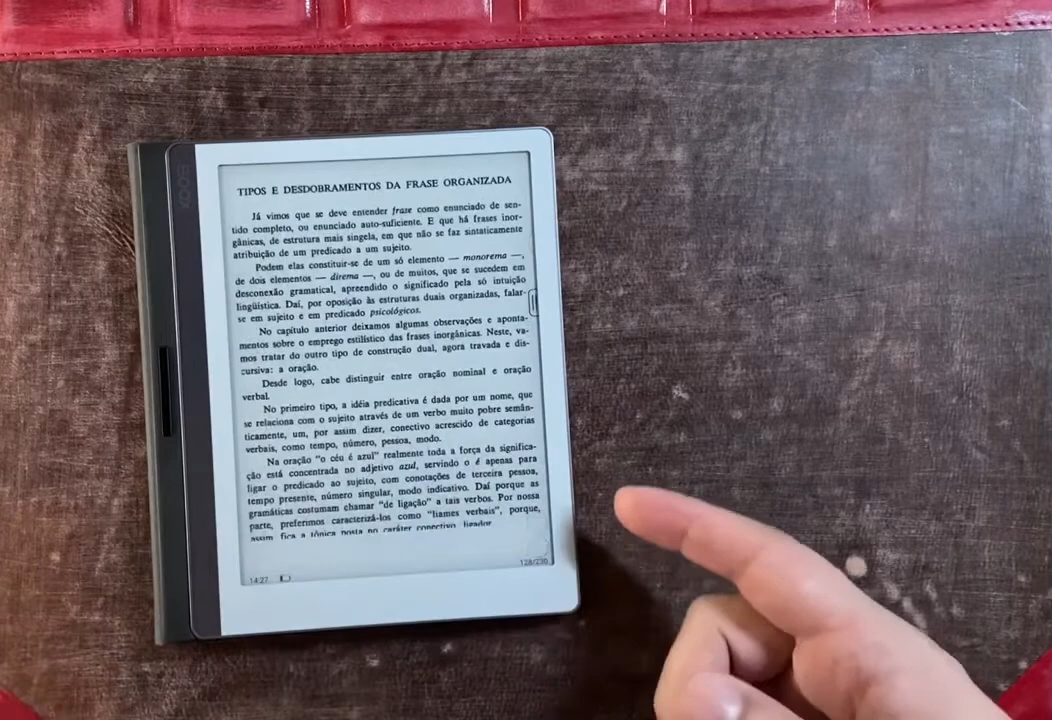 BOOX
TIPOS E DESDOBRAMENTOS DA FRASE ORGANIZADA
Já vimos que se deve entender frase como enunciado de sen-
tido completo, ou enunciado auto-suficiente. E que há frases inor-
gânicas, de estrutura mais singela, em que não se faz sintaticamente
atribuição de um predicado a um sujeito.
Podem elas constituir-se de um só elemento — monorema —,
de dois elementos — direma —, ou de muitos, que se sucedem em
desconexão gramatical, apreendido o significado pela só intuição
lingüística. Daí, por oposição às estruturas duais organizadas, falar-
se em sujeito e em predicado psicológicos.
No capítulo anterior deixamos algumas observações e aponta-
mentos sobre o emprego estilístico das frases inorgânicas. Neste, va-
mos tratar do outro tipo de construção dual, agora travada e dis-
cursiva: a oração.
Desde logo, cabe distinguir entre oração nominal e oração
verbal.
No primeiro tipo, a idéia predicativa é dada por um nome, que
se relaciona com o sujeito através de um verbo muito pobre semân-
ticamente, um, por assim dizer, conectivo acrescido de categorias
verbais, como tempo, número, pessoa, modo.
Na oração "o céu é azul" realmente toda a força da significa-
ção está concentrada no adjetivo azul, servindo o é apenas para
ligar o predicado ao sujeito, com conotações de terceira pessoa,
tempo presente, número singular, modo indicativo. Daí porque as
gramáticas costumam chamar "de ligação" a tais verbos. Por nossa
parte, preferimos caracterizá-los como "liames verbais", porque,
assim fica a tônica posta no caráter conectivo, ligador
14:27
128/230